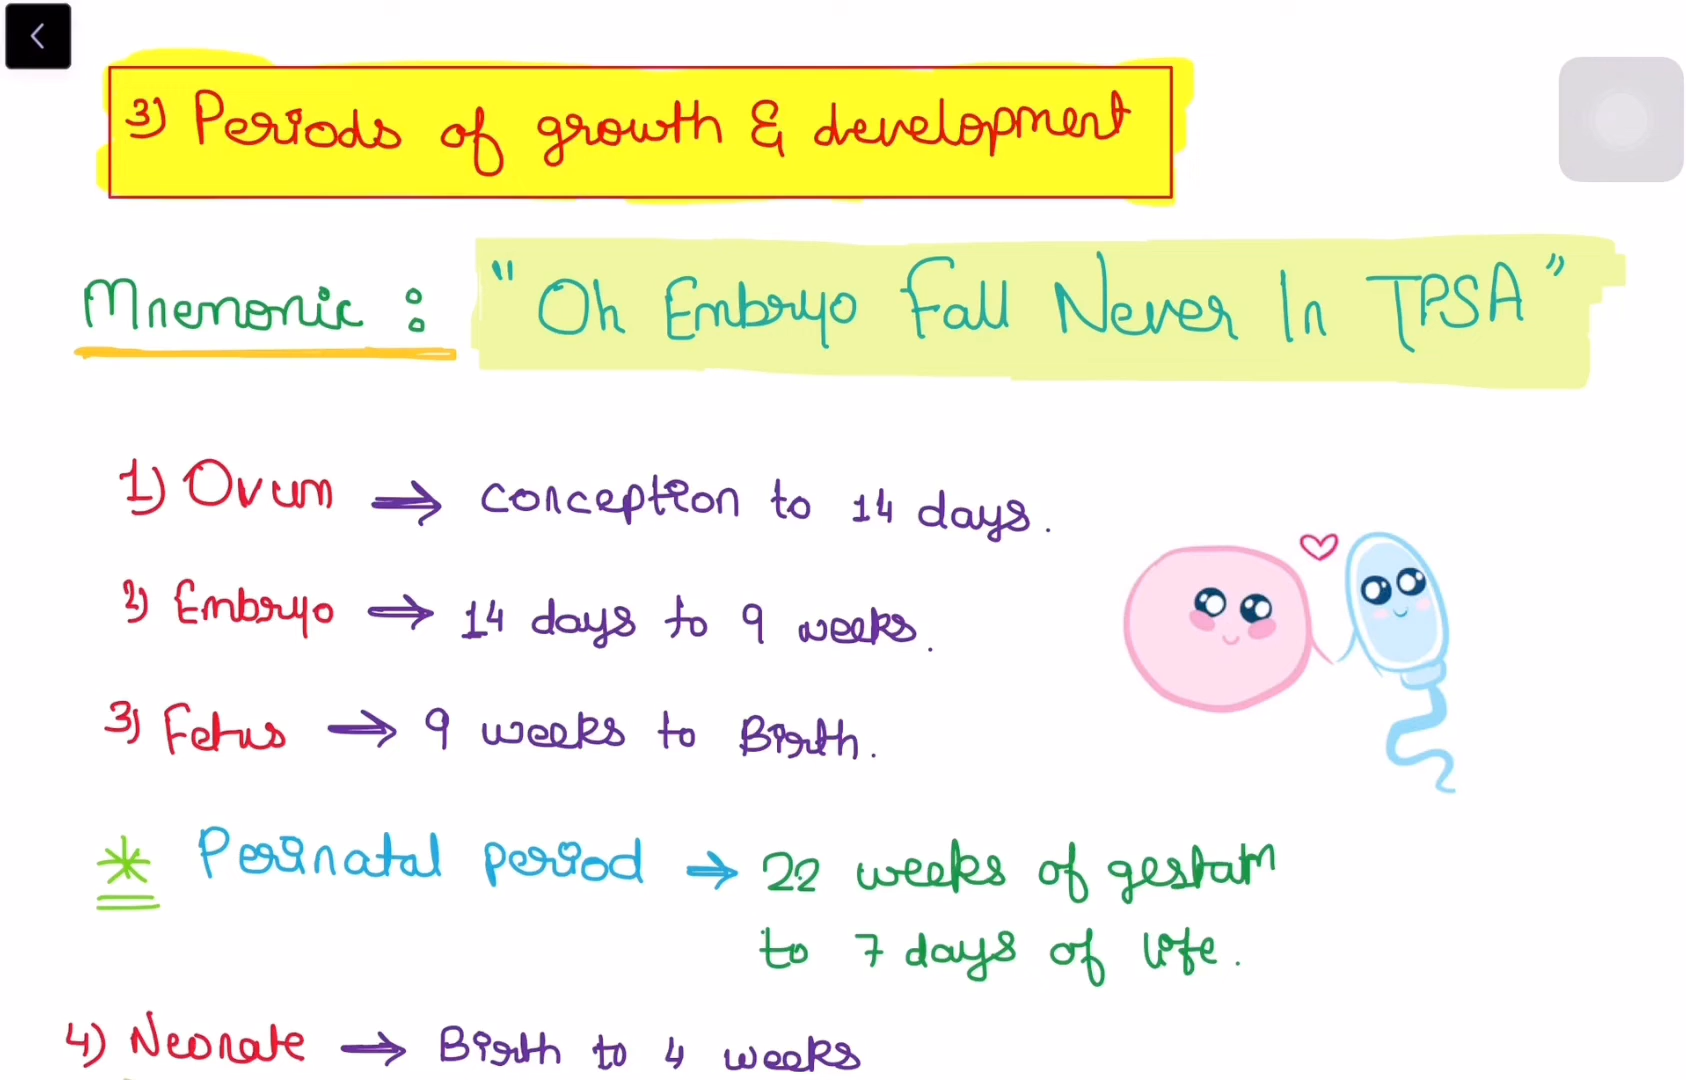 3) Periods of growth & development
Mnemonic : "Oh Embryo Fall Never In TPSA"
1) Ovum ⇒ conception to 14 days.
2) Embryo ⇒ 14 days to 9 weeks.
3) Fetus → 9 weeks to Birth.
* Perinatal period → 22 weeks of gestatn
to 7 days of life.
4) Neonate → Birth to 4 weeks